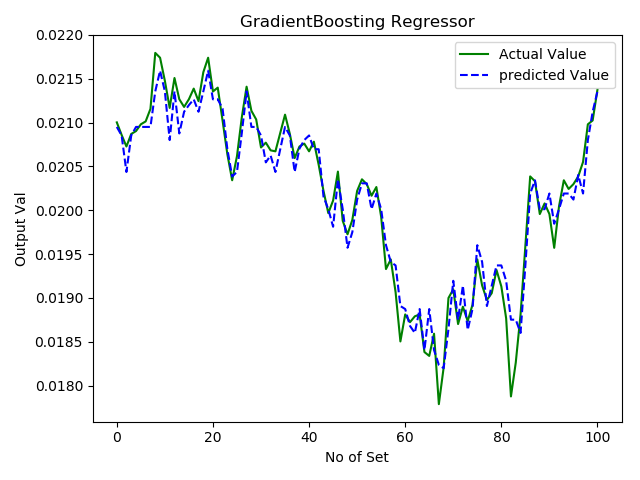 GradientBoosting Regressor
Actual Value
predicted Value
Output Val
0.0220
0.0215
0.0210
0.0205
0.0200
0.0195
0.0190
0.0185
0.0180
0 20 40 60 80 100
No of Set